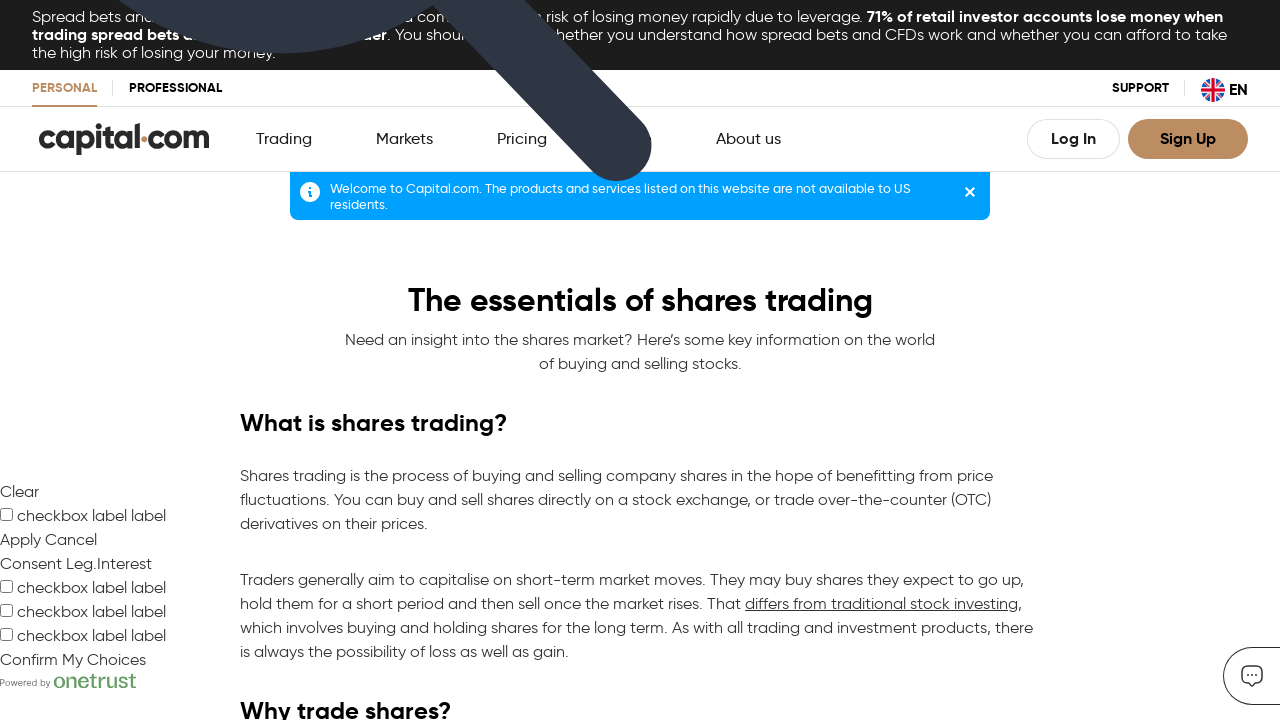 Spread bets and
risk of losing money rapidly due to leverage. 71% of retail investor accounts lose money when
trading spread bets
. You should
whether you understand how spread bets and CFDs work and whether you can afford to take
the high risk of losing your money.
PERSONAL
PROFESSIONAL
SUPPORT
EN
capital.com
Trading
Markets
Pricing
About us
Log In
Sign Up
Welcome to Capital.com. The products and services listed on this website are not available to US
residents.
The essentials of shares trading
Need an insight into the shares market? Here’s some key information on the world
of buying and selling stocks.
What is shares trading?
Shares trading is the process of buying and selling company shares in the hope of benefitting from price
fluctuations. You can buy and sell shares directly on a stock exchange, or trade over-the-counter (OTC)
derivatives on their prices.
Traders generally aim to capitalise on short-term market moves. They may buy shares they expect to go up,
hold them for a short period and then sell once the market rises. That differs from traditional stock investing,
which involves buying and holding shares for the long term. As with all trading and investment products, there
is always the possibility of loss as well as gain.
Why trade shares?
Clear
checkbox label label
Apply Cancel
Consent Leg.Interest
checkbox label label
checkbox label label
checkbox label label
Confirm My Choices
Powered by onetrust